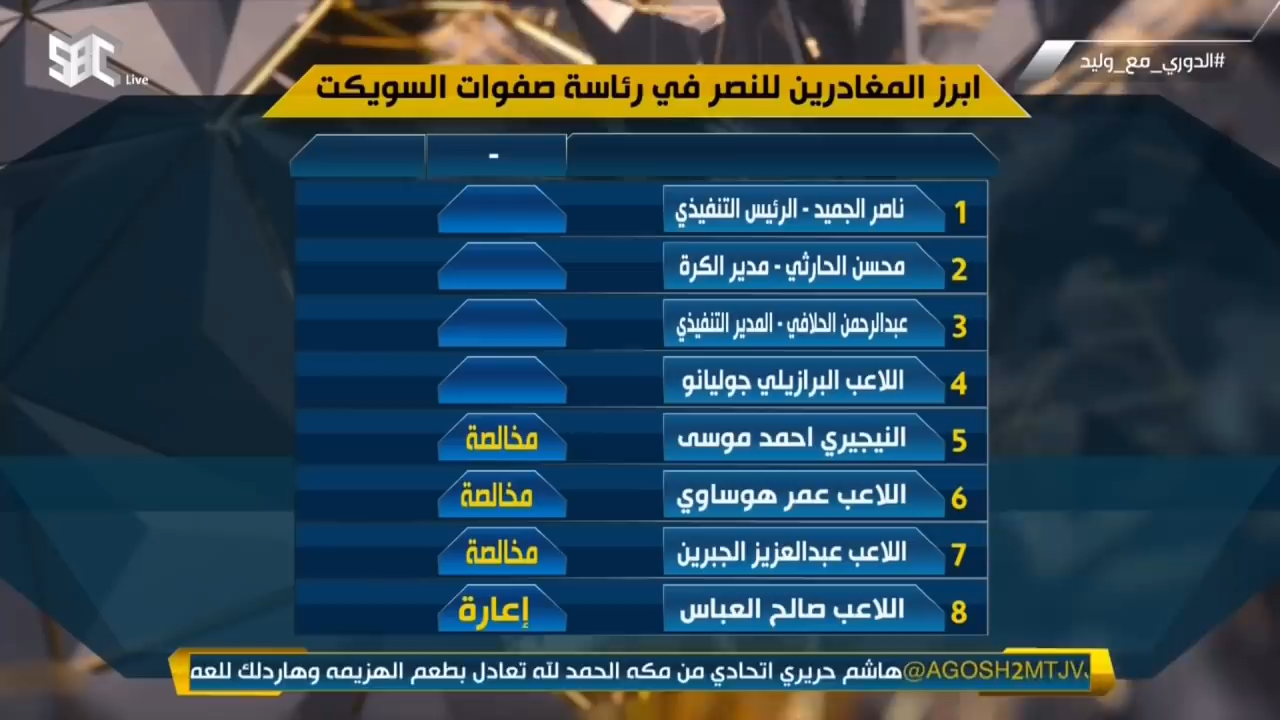 SBC Live
#الدوري_مع_وليد
ابرز المغادرين للنصر في رئاسة صفوات السويكت
-
1 ناصر الجميد - الرئيس التنفيذي
2 محسن الحارثي - مدير الكرة
3 عبدالرحمن الحلافي - المدير التنفيذي
4 اللاعب البرازيلي جوليانو
5 النيجيري احمد موسى مخالصة
6 اللاعب عمر هوساوي مخالصة
7 اللاعب عبدالعزيز الجبرين مخالصة
8 اللاعب صالح العباس إعارة
@AGOSH2MTJV هاشم حريري اتحادي من مكه الحمد لله تعادل بطعم الهزيمه وهاردلك للعم